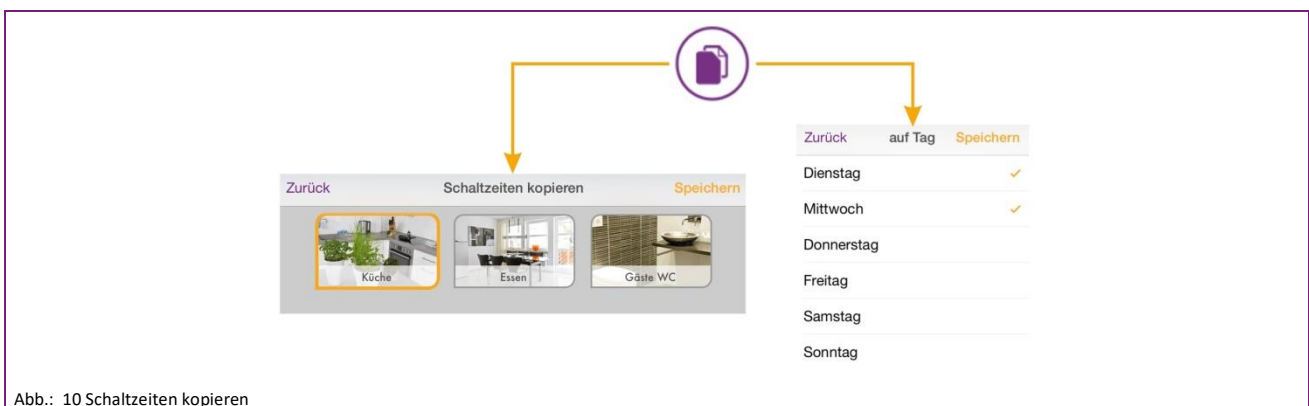 Zurück auf Tag Speichern
Dienstag
Mittwoch
Donnerstag
Freitag
Samstag
Sonntag
Zurück Schaltzeiten kopieren Speichern
Küche Essen Gäste WC
Abb.: 10 Schaltzeiten kopieren